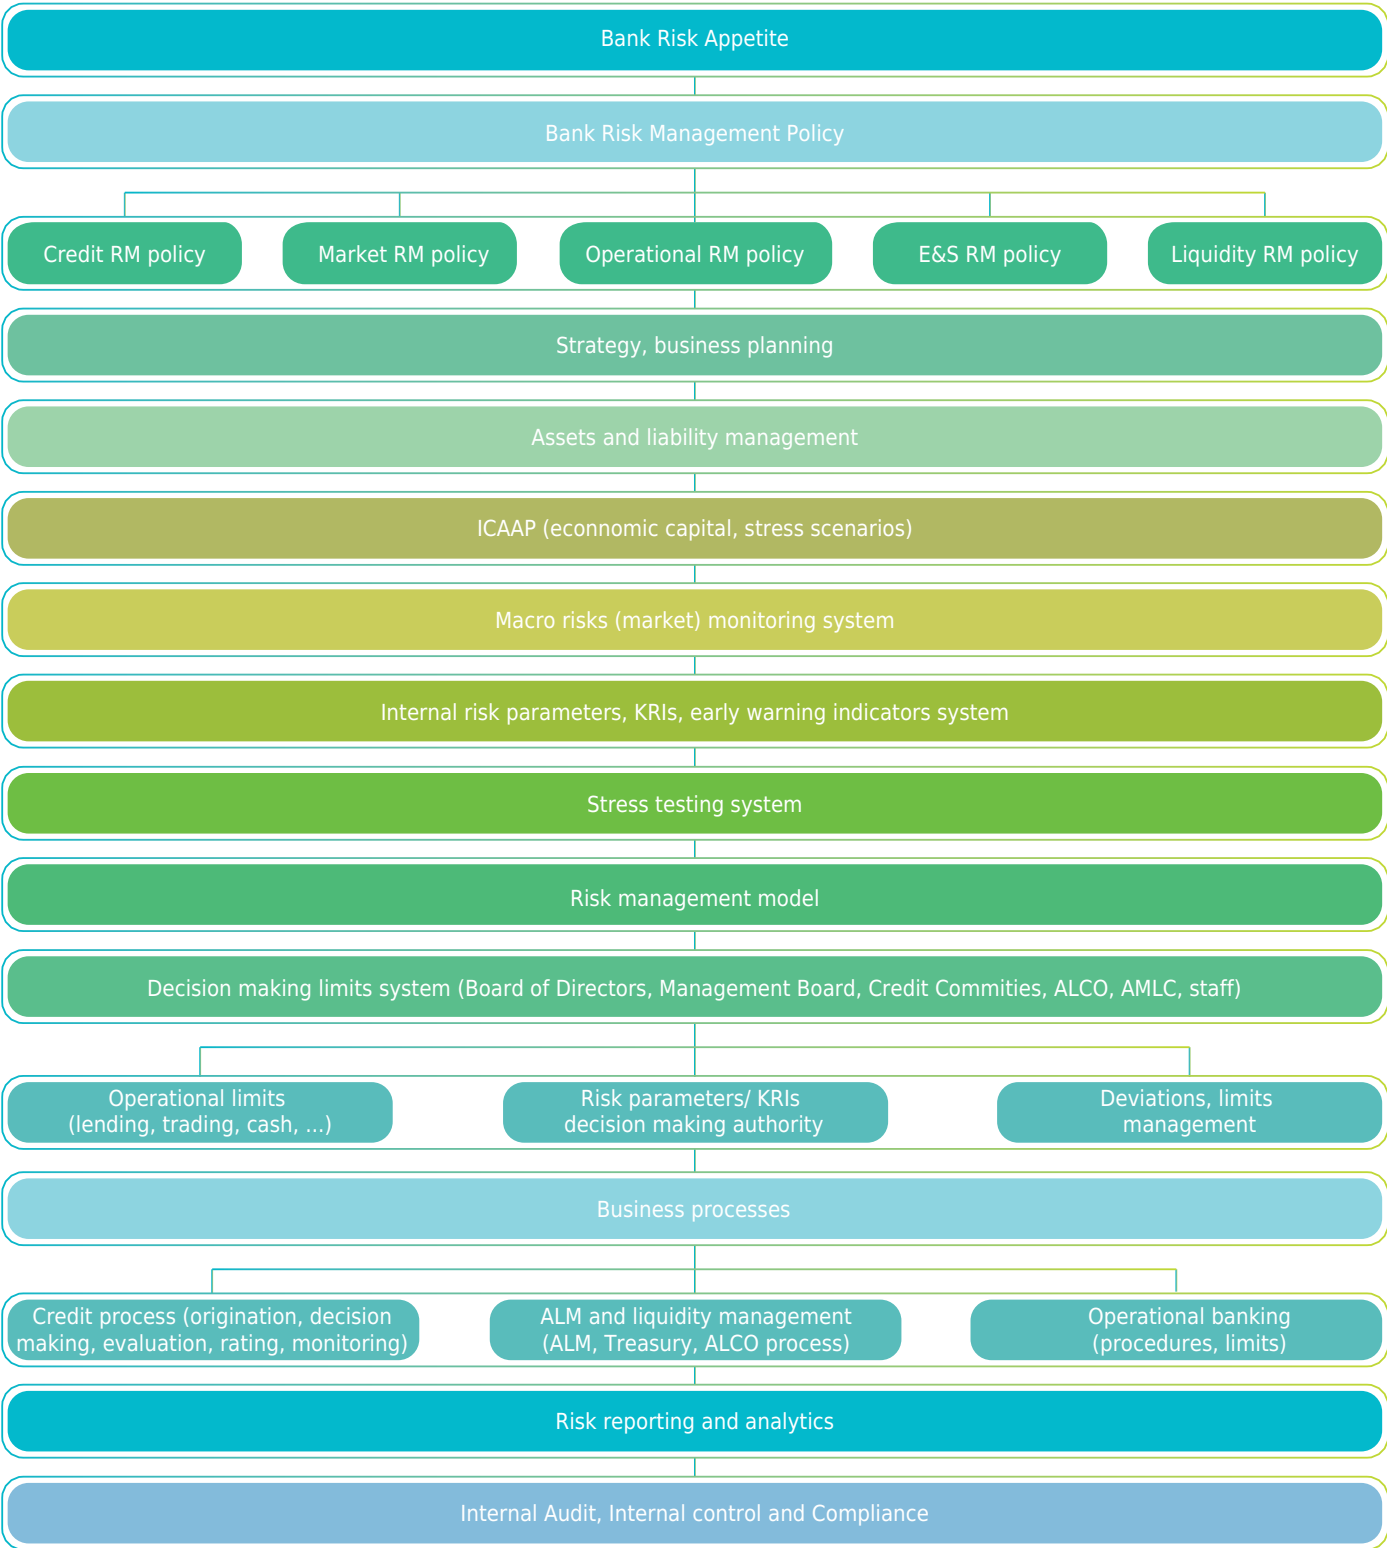 Bank Risk Appetite
Bank Risk Management Policy
Credit RM policy
Market RM policy
Operational RM policy
E&S RM policy
Liquidity RM policy
Strategy, business planning
Assets and liability management
ICAAP (econnomic capital, stress scenarios)
Macro risks (market) monitoring system
Internal risk parameters, KRIs, early warning indicators system
Stress testing system
Risk management model
Decision making limits system (Board of Directors, Management Board, Credit Commities, ALCO, AMLC, staff)
Operational limits
(lending, trading, cash, ...)
Risk parameters/ KRIs
decision making authority
Deviations, limits
management
Business processes
Credit process (origination, decision
making, evaluation, rating, monitoring)
ALM and liquidity management
(ALM, Treasury, ALCO process)
Operational banking
(procedures, limits)
Risk reporting and analytics
Internal Audit, Internal control and Compliance